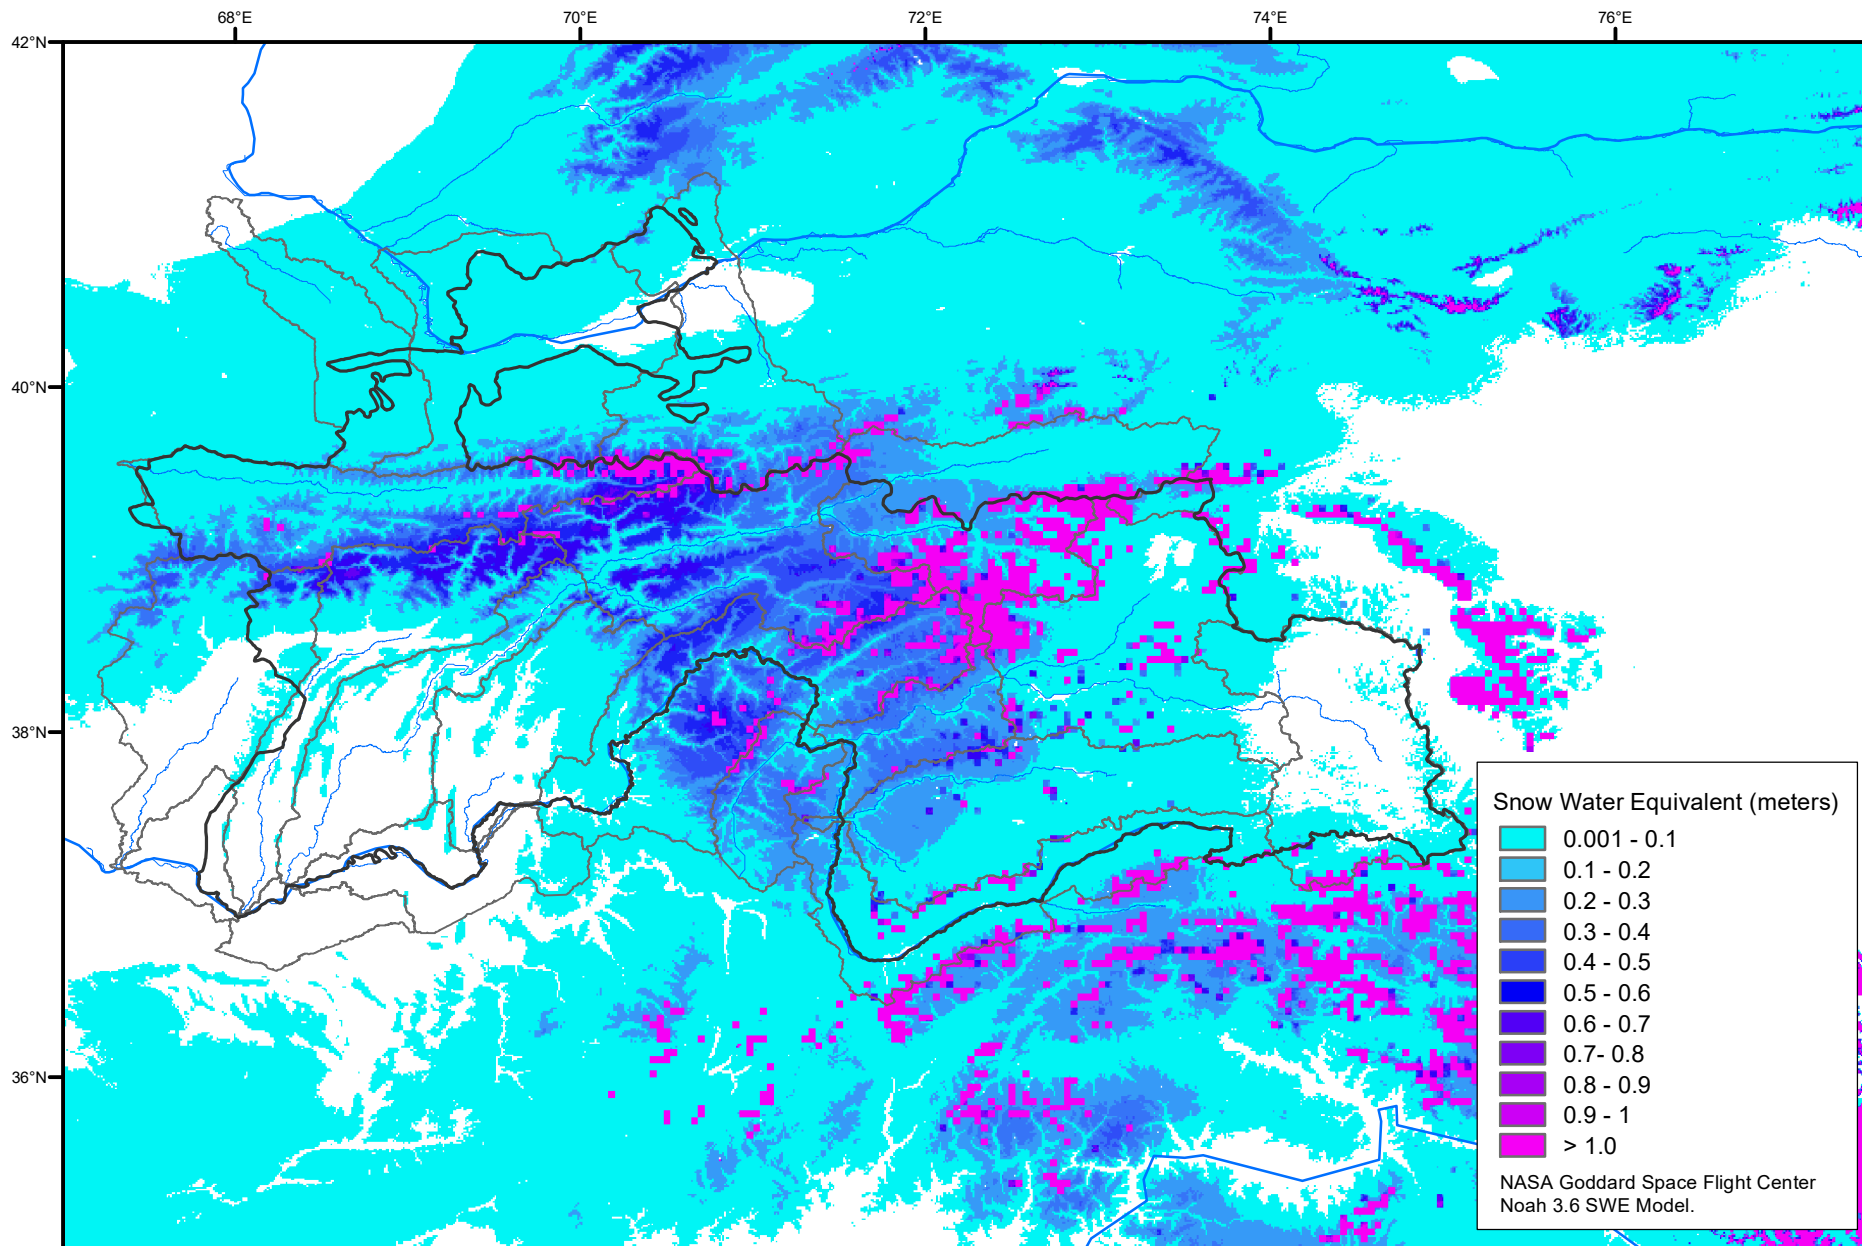 68°E
70°E
72°E
74°E
76°E
42°N
40°N
38°N
36°N
Snow Water Equivalent (meters)
0.001 - 0.1
0.1 - 0.2
0.2 - 0.3
0.3 - 0.4
0.4 - 0.5
0.5 - 0.6
0.6 - 0.7
0.7- 0.8
0.8 - 0.9
0.9 - 1
> 1.0
NASA Goddard Space Flight Center
Noah 3.6 SWE Model.